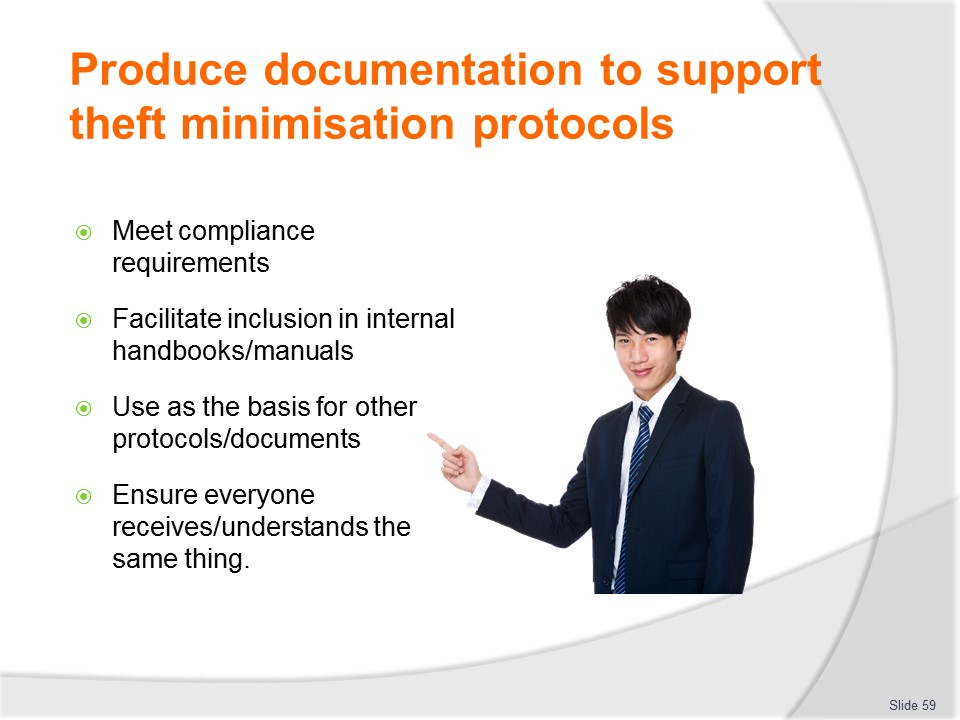 Produce documentation to support
theft minimisation protocols
Meet compliance
requirements
Facilitate inclusion in internal
handbooks/manuals
Use as the basis for other
protocols/documents
Ensure everyone
receives/understands the
same thing.
Slide 59